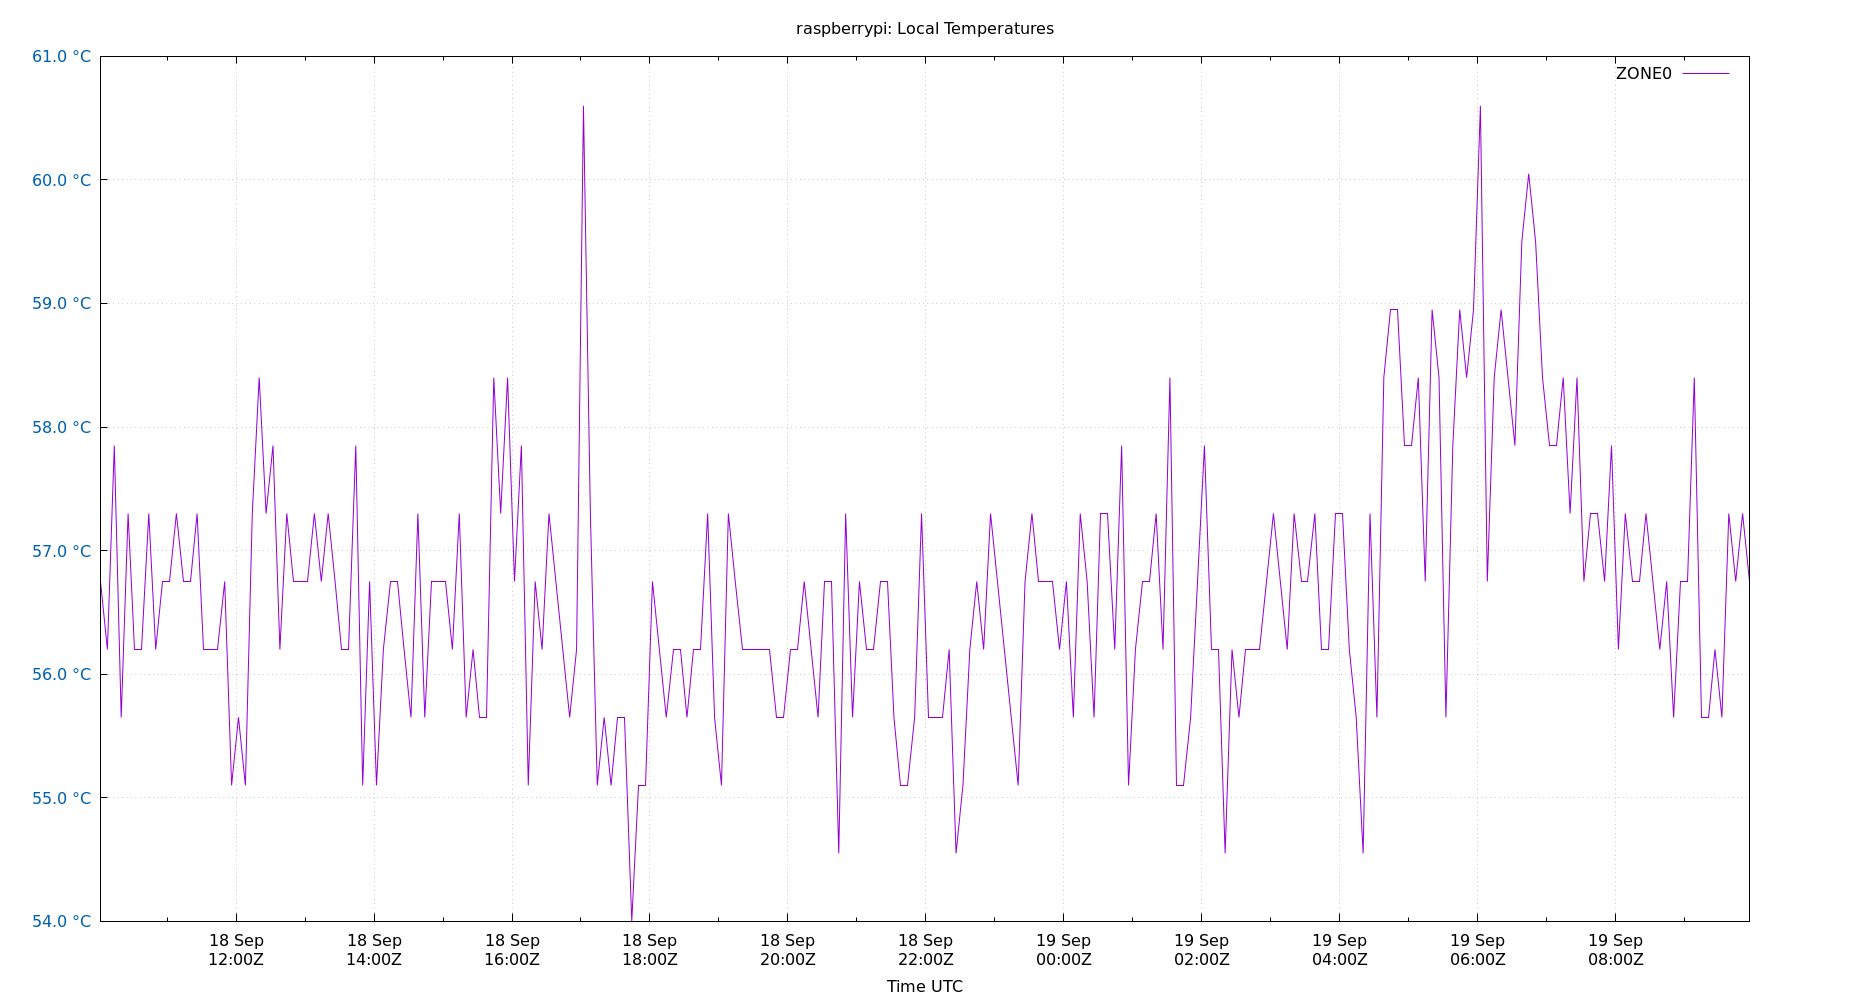 raspberrypi: Local Temperatures
61.0 °C
ZONE0
60.0 °C
59.0 °C
58.0 °C
57.0 °C
56.0 °C
55.0 °C
54.0 °C
18 Sep 18 Sep 18 Sep 18 Sep 18 Sep 18 Sep 19 Sep 19 Sep 19 Sep 19 Sep 19 Sep
12:00Z 14:00Z 16:00Z 18:00Z 20:00Z 22:00Z 00:00Z 02:00Z 04:00Z 06:00Z 08:00Z
Time UTC